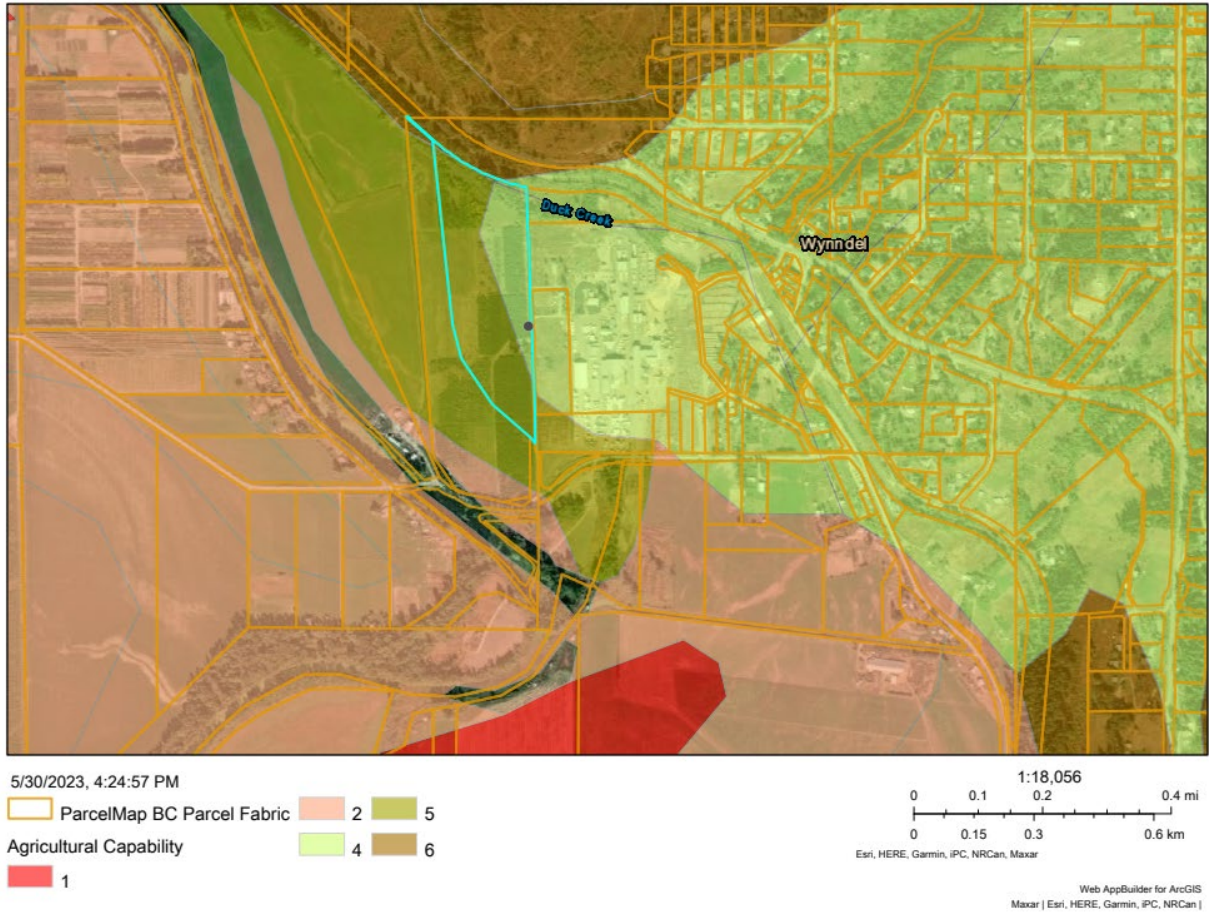 Duck Creek
Wynndel
5/30/2023, 4:24:57 PM
ParcelMap BC Parcel Fabric
Agricultural Capability
1
2
4
5
6
1:18,056
0 0.1 0.2 0.4 mi
0 0.15 0.3 0.6 km
Esri, HERE, Garmin, iPC, NRCan, Maxar
Web AppBuilder for ArcGIS
Maxar | Esri, HERE, Garmin, iPC, NRCan |